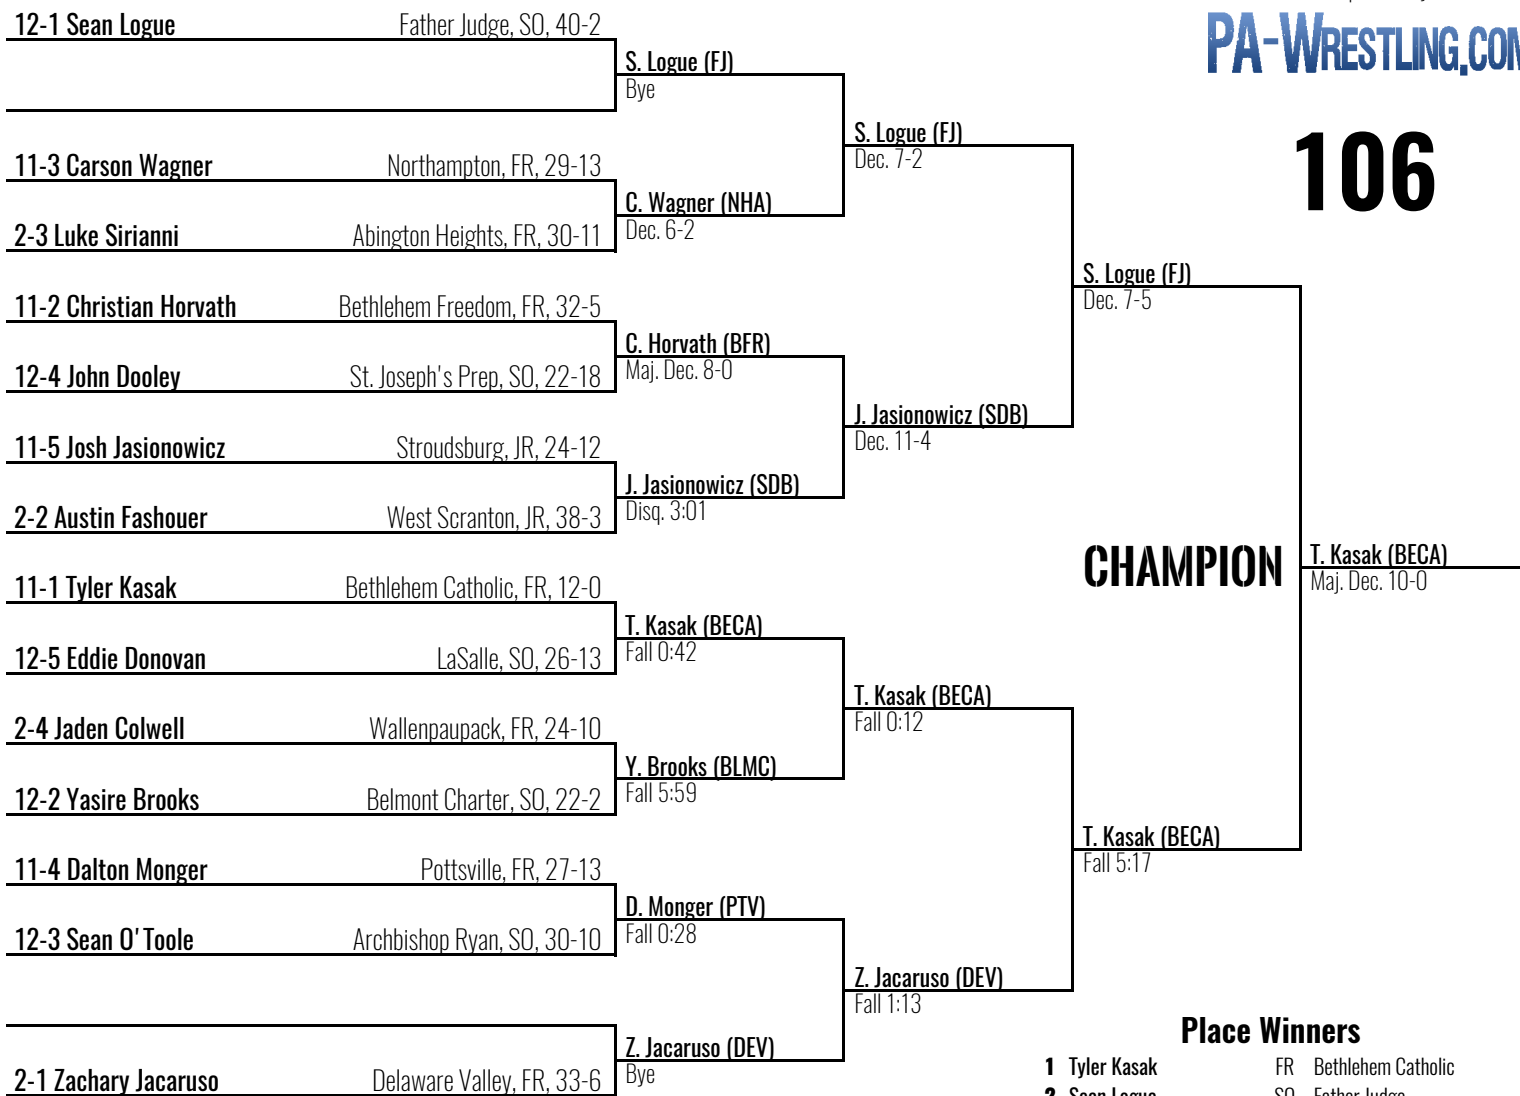 12-1 Sean Logue Father Judge, SO, 40-2
S. Logue (FJ)
Bye
11-3 Carson Wagner Northampton, FR, 29-13
2-3 Luke Sirianni Abington Heights, FR, 30-11
C. Wagner (NHA)
Dec. 6-2
S. Logue (FJ)
Dec. 7-2
11-2 Christian Horvath Bethlehem Freedom, FR, 32-5
12-4 John Dooley St. Joseph's Prep, SO, 22-18
C. Horvath (BFR)
Maj. Dec. 8-0
11-5 Josh Jasionowicz Stroudsburg, JR, 24-12
2-2 Austin Fashouer West Scranton, JR, 38-3
J. Jasionowicz (SDB)
Disq. 3:01
J. Jasionowicz (SDB)
Dec. 11-4
S. Logue (FJ)
Dec. 7-5
11-1 Tyler Kasak Bethlehem Catholic, FR, 12-0
12-5 Eddie Donovan LaSalle, SO, 26-13
T. Kasak (BECA)
Fall 0:42
2-4 Jaden Colwell Wallenpaupack, FR, 24-10
12-2 Yasire Brooks Belmont Charter, SO, 22-2
Y. Brooks (BLMC)
Fall 5:59
T. Kasak (BECA)
Fall 0:12
11-4 Dalton Monger Pottsville, FR, 27-13
12-3 Sean O'Toole Archbishop Ryan, SO, 30-10
D. Monger (PTV)
Fall 0:28
2-1 Zachary Jacaruso Delaware Valley, FR, 33-6
Z. Jacaruso (DEV)
Bye
Z. Jacaruso (DEV)
Fall 1:13
T. Kasak (BECA)
Fall 5:17
CHAMPION
T. Kasak (BECA)
Maj. Dec. 10-0
PA-WRESTLING.COM
106
Place Winners
1 Tyler Kasak FR Bethlehem Catholic
2 Sean Logue SO Father Judge